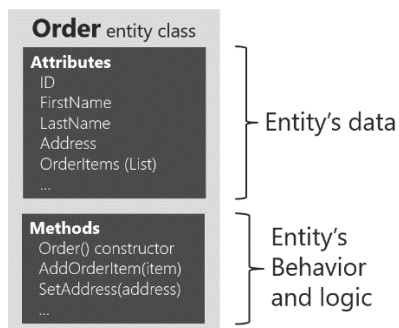 Order entity class
Attributes
ID
FirstName
LastName
Address
OrderItems (List)
...
Entity's data
Methods
Order() constructor
AddOrderItem(item)
SetAddress(address)
...
Entity's
Behavior
and logic